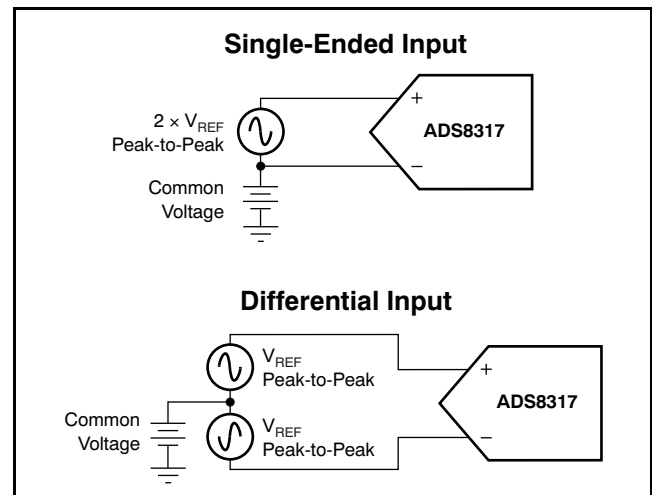 Single-Ended Input
2 × VREF
Peak-to-Peak
+
ADS8317
−
Common
Voltage
Differential Input
VREF
Peak-to-Peak
+
ADS8317
Common
Voltage
VREF
Peak-to-Peak
−